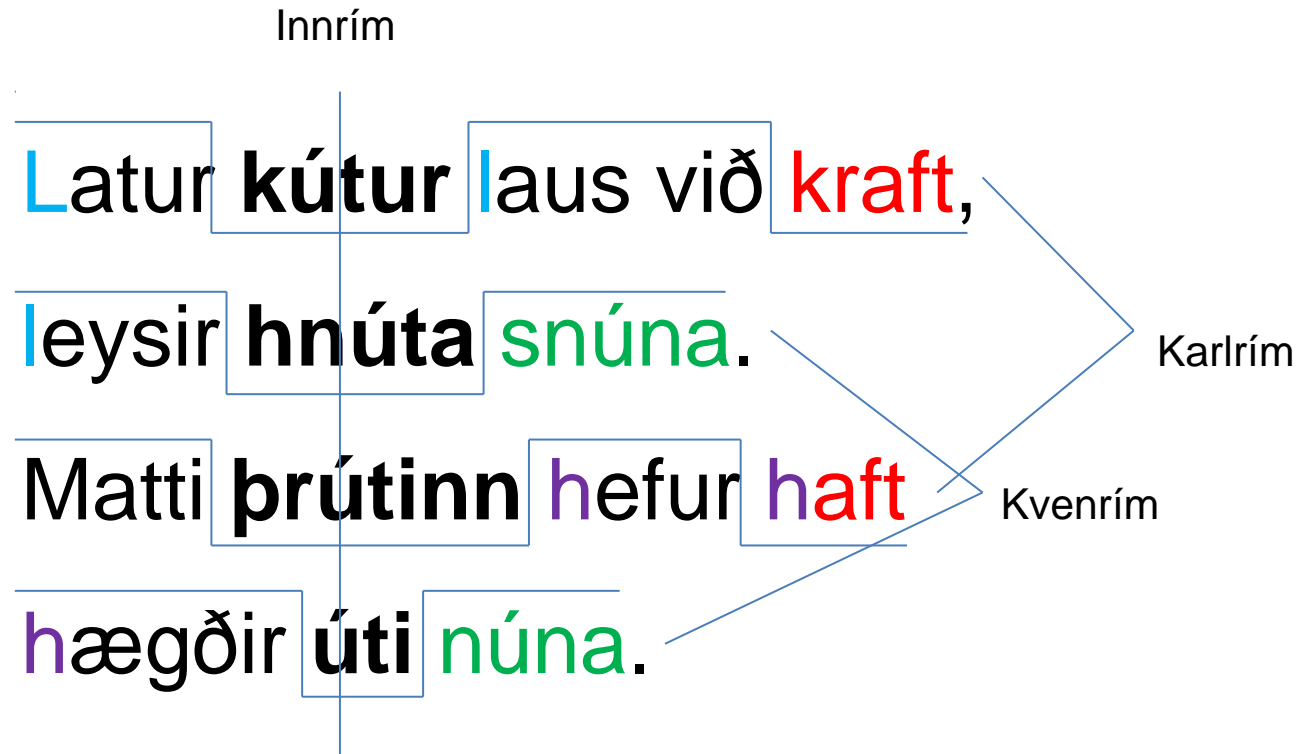 Innrím
Latur kútur laus við kraft,
leysir hnúta snúna.
Karlrím
Matti þrútinn hefur haft
Kvenrím
hægðir úti núna.